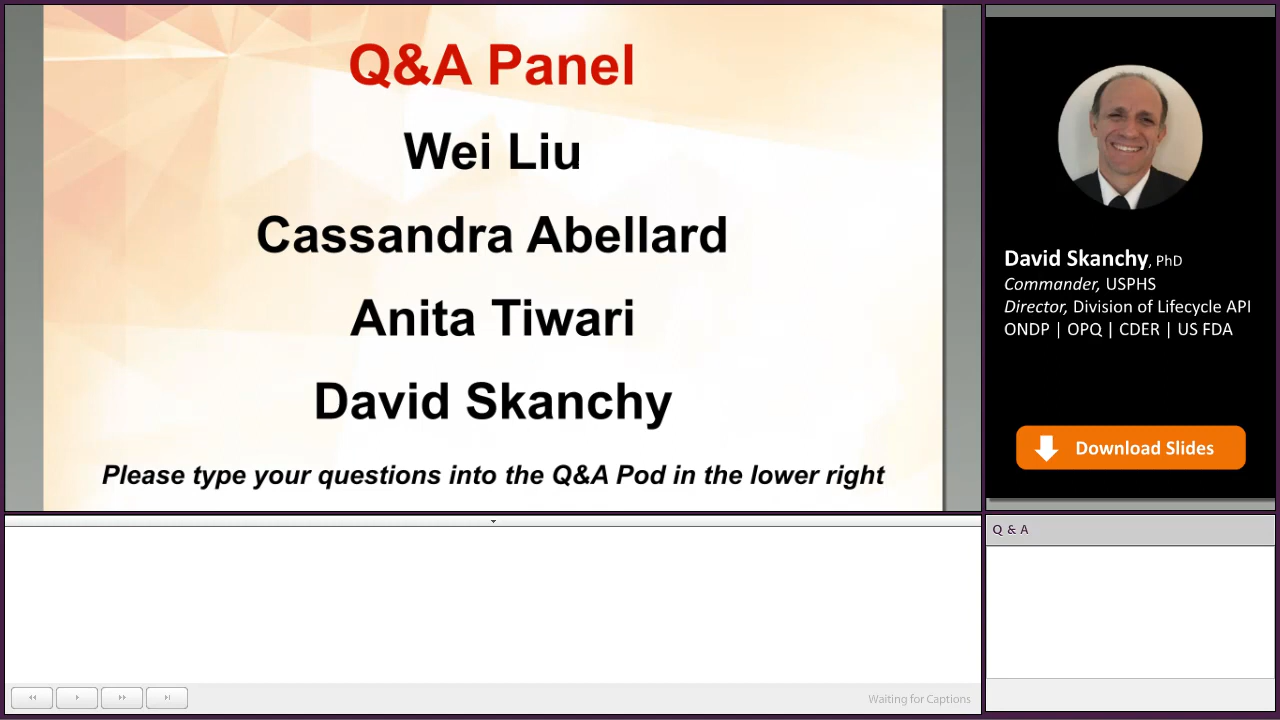 Q&A Panel
Wei Liu
Cassandra Abellard
Anita Tiwari
David Skanchy
Please type your questions into the Q&A Pod in the lower right
David Skanchy, PhD
Commander, USPHS
Director, Division of Lifecycle API
ONDP | OPQ | CDER | US FDA
Download Slides
Q & A
Waiting for Captions